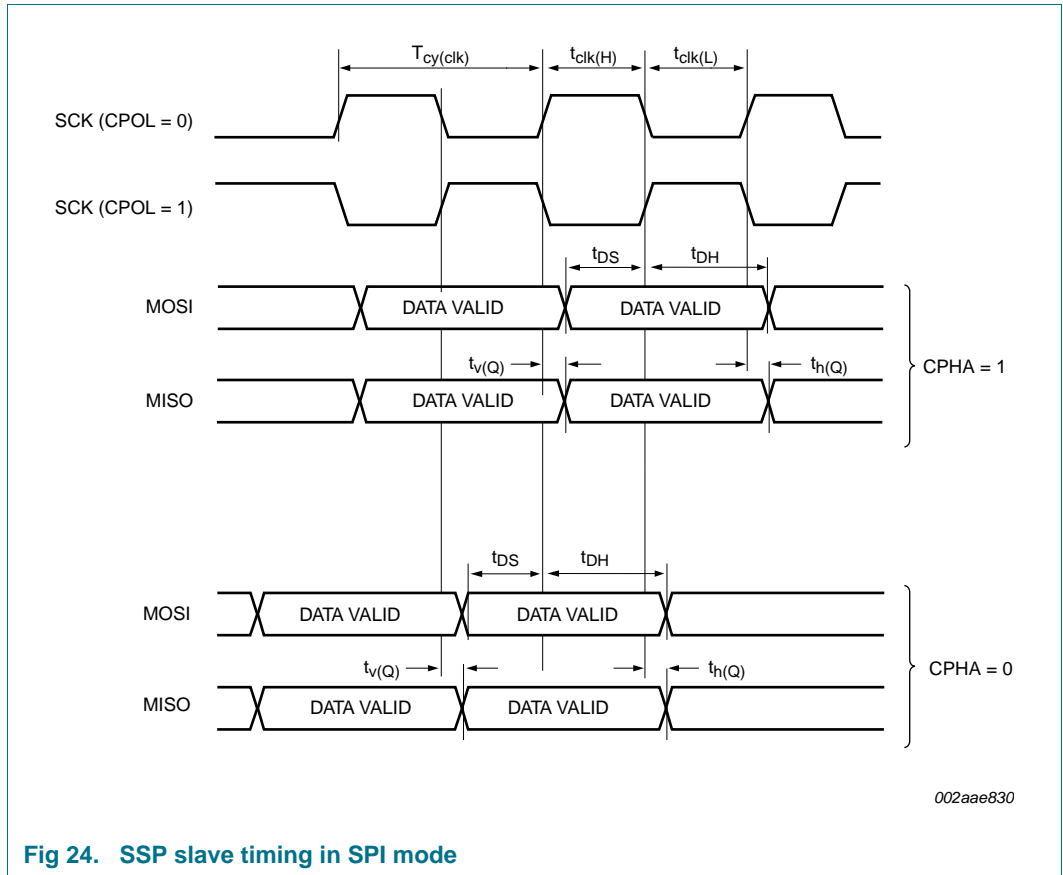 Tcy(clk) tclk(H) tclk(L)
SCK (CPOL = 0)
SCK (CPOL = 1)
tDS tDH
MOSI DATA VALID DATA VALID
tv(Q) th(Q)
CPHA = 1
MISO DATA VALID DATA VALID
tDS tDH
MOSI DATA VALID DATA VALID
tv(Q) th(Q)
CPHA = 0
MISO DATA VALID DATA VALID
002aae830
Fig 24. SSP slave timing in SPI mode